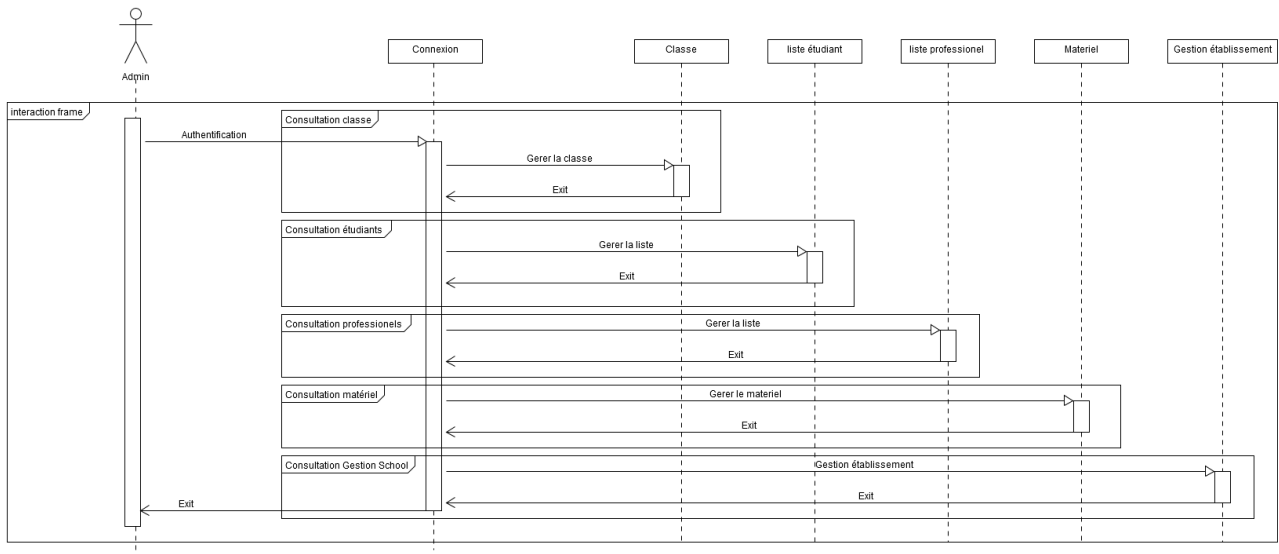 Admin
Connexion
Classe
liste étudiant
liste professionel
Materiel
Gestion établissement
interaction frame
Consultation classe
Authentification
Gerer la classe
Exit
Consultation étudiants
Gerer la liste
Exit
Consultation professionels
Gerer la liste
Exit
Consultation matériel
Gerer le materiel
Exit
Consultation Gestion School
Gestion établissement
Exit
Exit